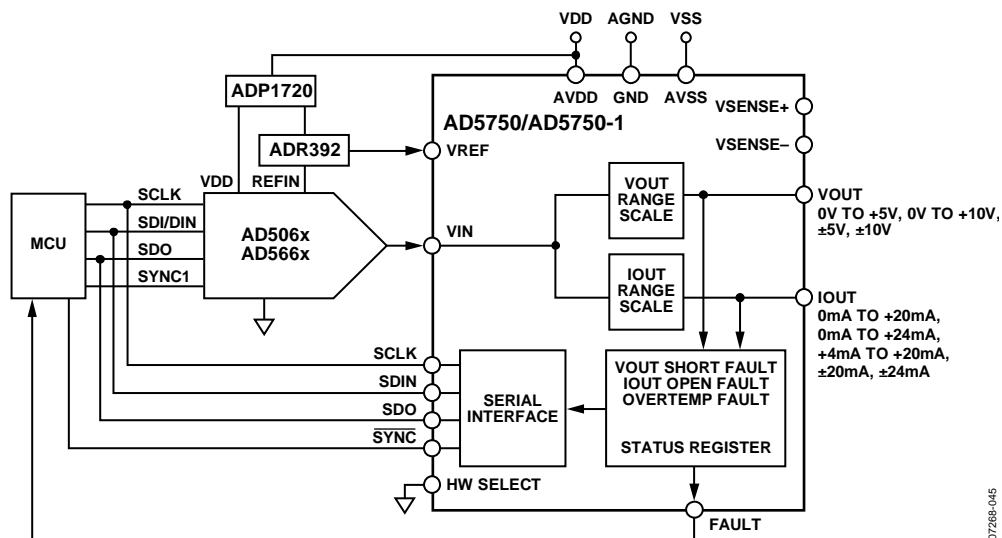 VDD
AGND
VSS
ADP1720
AVDD
GND
AVSS
VSENSE+
AD5750/AD5750-1
VSENSE–
ADR392
VREF
VDD
REFIN
MCU
SCLK
SDI/DIN
SDO
SYNC1
AD506x
AD566x
VIN
VOUT
RANGE
SCALE
VOUT
0V TO +5V, 0V TO +10V,
±5V, ±10V
IOUT
RANGE
SCALE
IOUT
0mA TO +20mA,
0mA TO +24mA,
+4mA TO +20mA,
±20mA, ±24mA
SCLK
SDIN
SDO
SYNC
SERIAL
INTERFACE
VOUT SHORT FAULT
IOUT OPEN FAULT
OVERTEMP FAULT
STATUS REGISTER
HW SELECT
FAULT
07268-045